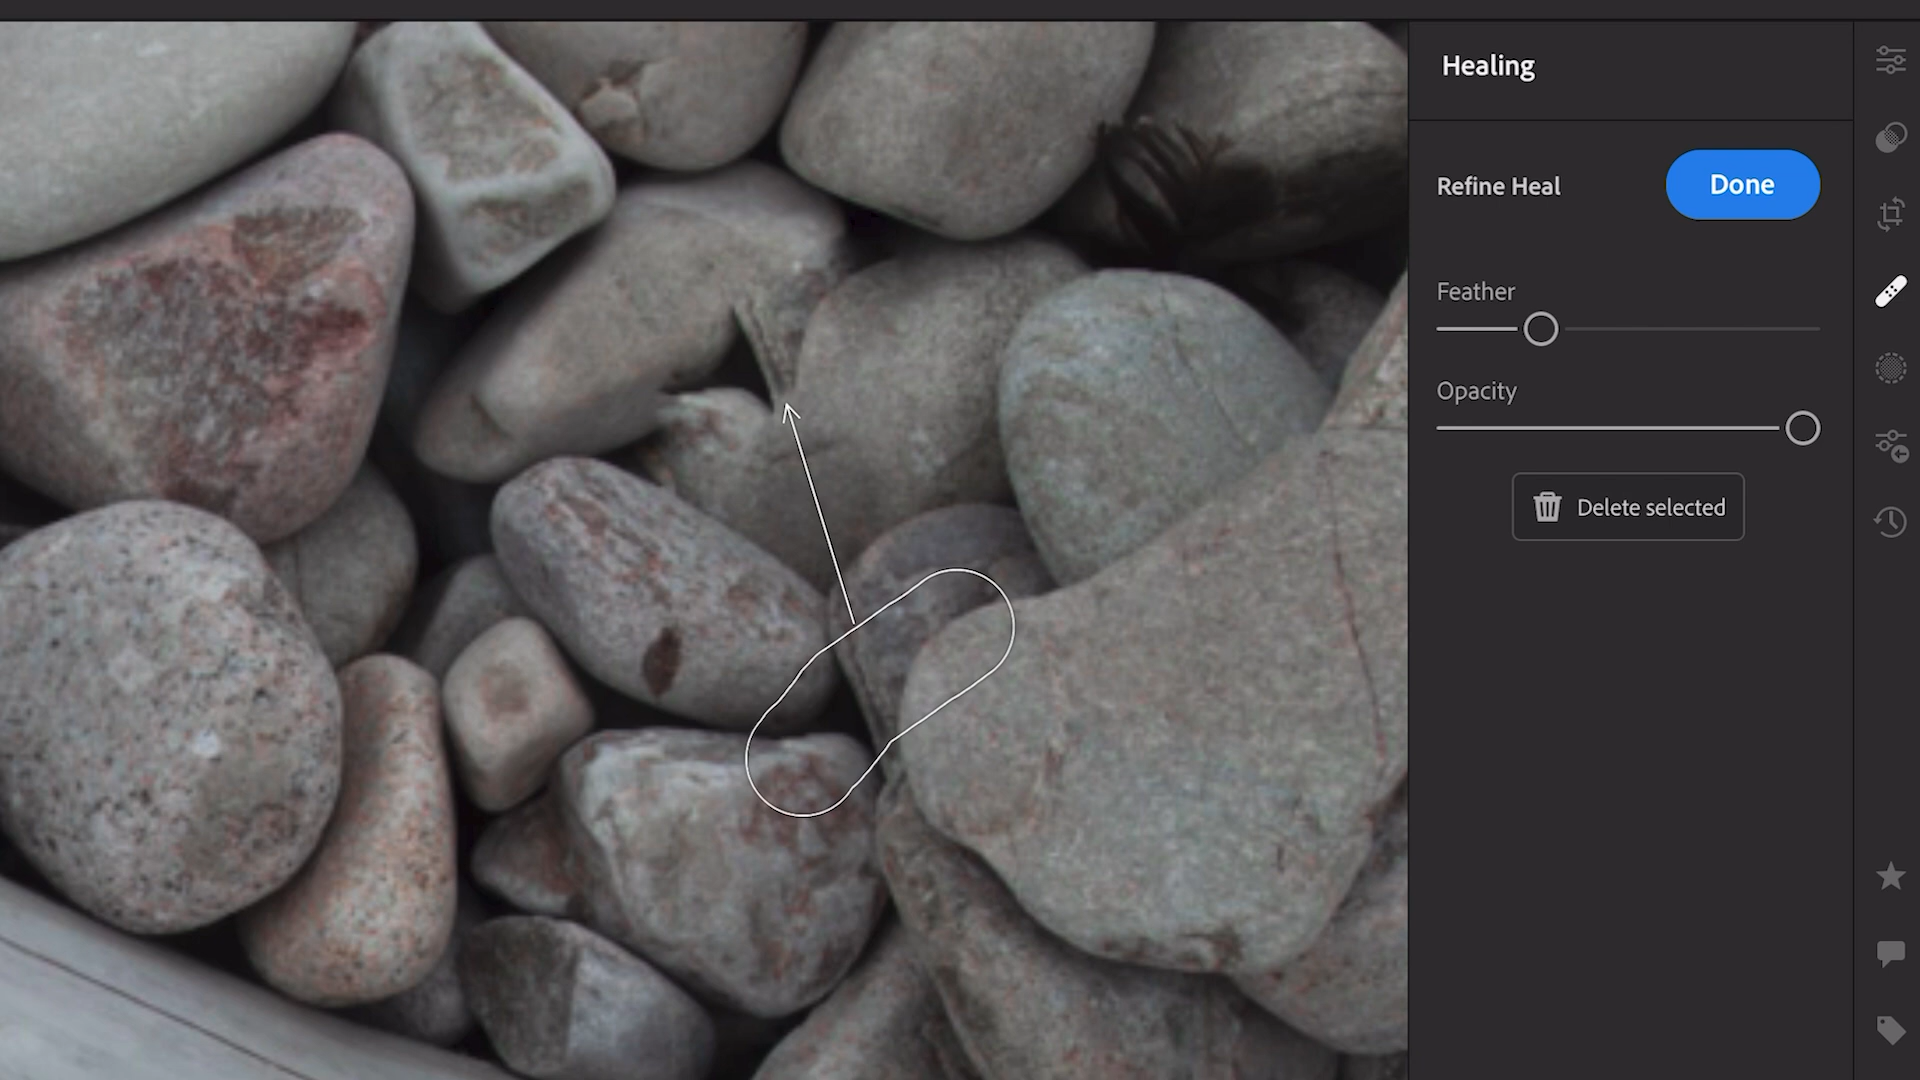 Healing
Refine Heal
Done
Feather
Opacity
Delete selected